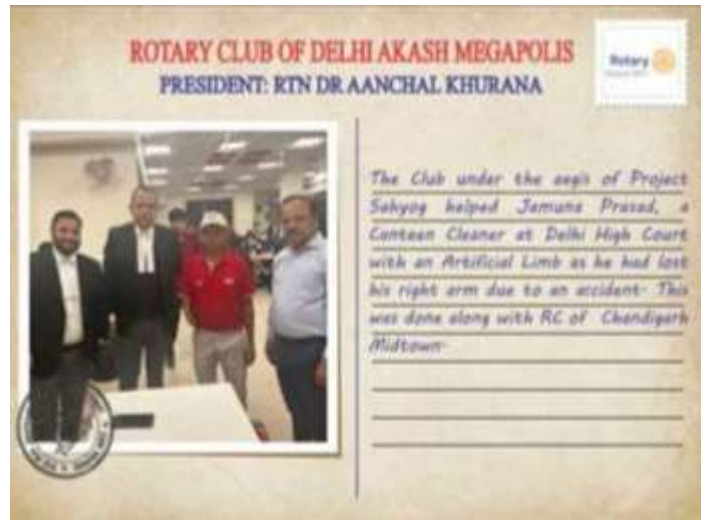 ROTARY CLUB OF DELHI AKASH MEGAPOLIS
PRESIDENT: RTN DR AANCHAL KHURANA
Rotary
The Club under the aegis of Project
Sahyog helped Jamuna Prasad, a
Canteen Cleaner at Delhi High Court
with an Artificial Limb as he had lost
his right arm due to an accident- This
was done along with RC of Chandigarh
Midtown-